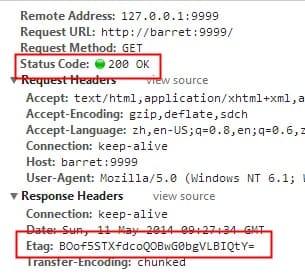 Remote Address: 127.0.0.1:9999
Request URL: http://barret:9999/
Request Method: GET
Status Code: 200 OK
Request Headers view source
Accept: text/html,application/xhtml+xml,a
Accept-Encoding: gzip,deflate,sdch
Accept-Language: zh,en-US;q=0.8,en;q=0.6,z
Connection: keep-alive
Host: barret:9999
User-Agent: Mozilla/5.0 (Windows NT 6.1; W
Response Headers view source
Connection: keep-alive
Date: Sun, 11 May 2014 09:27:34 GMT
Etag: BOof5STXfdcoQOBwG0bgVLBIQtY=
Transfer-Encoding: chunked